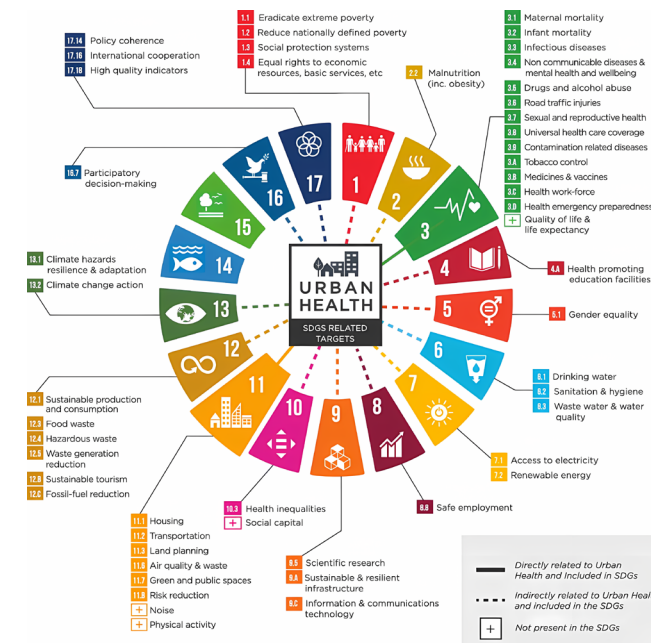 17.14 Policy coherence
17.16 International cooperation
17.18 High quality indicators
1.1 Eradicate extreme poverty
1.2 Reduce nationally defined poverty
1.3 Social protection systems
1.4 Equal rights to economic
resources, basic services, etc
2.2 Malnutrition
(inc. obesity)
3.1 Maternal mortality
3.2 Infant mortality
3.3 Infectious diseases
3.4 Non communicable diseases &
mental health and wellbeing
3.5 Drugs and alcohol abuse
3.6 Road traffic injuries
3.7 Sexual and reproductive health
3.8 Universal health care coverage
3.9 Contamination related diseases
3.A Tobacco control
3.B Medicines & vaccines
3.C Health work-force
3.D Health emergency preparedness
+ Quality of life &
life expectancy
16.7 Participatory
decision-making
13.1 Climate hazards
resilience & adaptation
13.2 Climate change action
1
2
3
4
5
6
7
8
9
10
11
12
13
14
15
16
17
URBAN
HEALTH
SDGS RELATED
TARGETS
4.A Health promoting
education facilities
5.1 Gender equality
6.1 Drinking water
6.2 Sanitation & hygiene
6.3 Waste water & water
quality
7.1 Access to electricity
7.2 Renewable energy
8.8 Safe employment
12.1 Sustainable production
and consumption
12.3 Food waste
12.4 Hazardous waste
12.5 Waste generation
reduction
12.B Sustainable tourism
12.C Fossil-fuel reduction
10.3 Health inequalities
+ Social capital
11.1 Housing
11.2 Transportation
11.3 Land planning
11.6 Air quality & waste
11.7 Green and public spaces
11.B Risk reduction
+ Noise
+ Physical activity
9.5 Scientific research
9.A Sustainable & resilient
infrastructure
9.C Information & communications
technology
Directly related to Urban
Health and Included in SDGs
Indirectly related to Urban Heal
and included in the SDGs
+ Not present in the SDGs